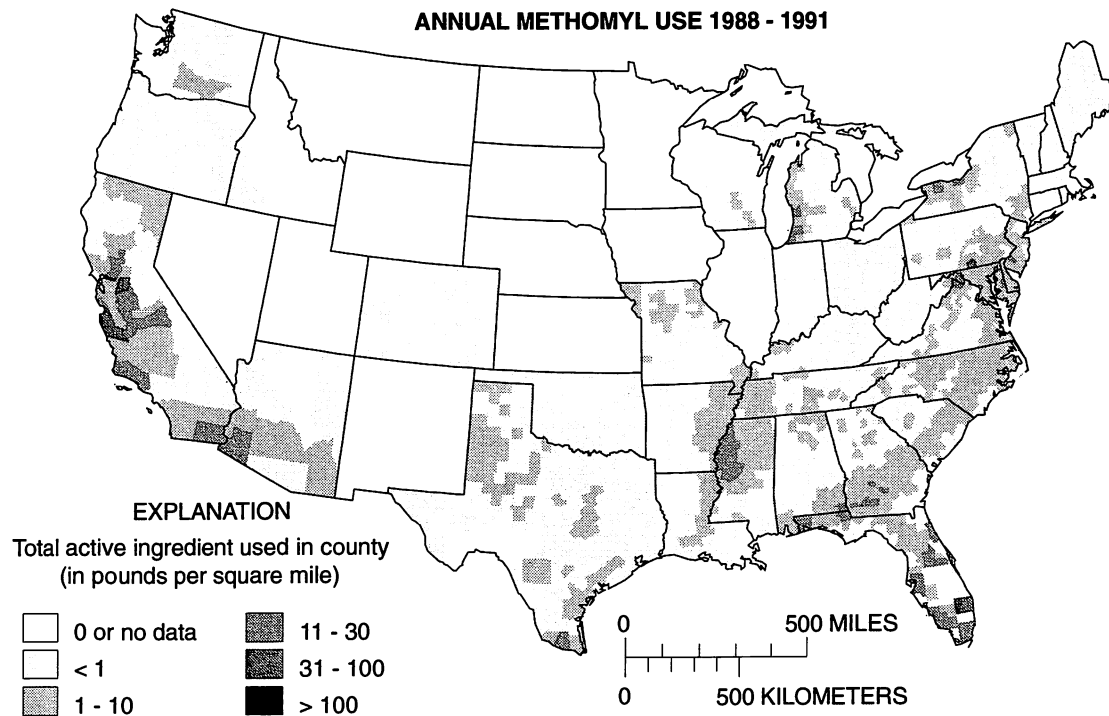 ANNUAL METHOMYL USE 1988 - 1991
EXPLANATION
Total active ingredient used in county
(in pounds per square mile)
0 or no data
< 1
1 - 10
11 - 30
31 - 100
> 100
0 500 MILES
0 500 KILOMETERS